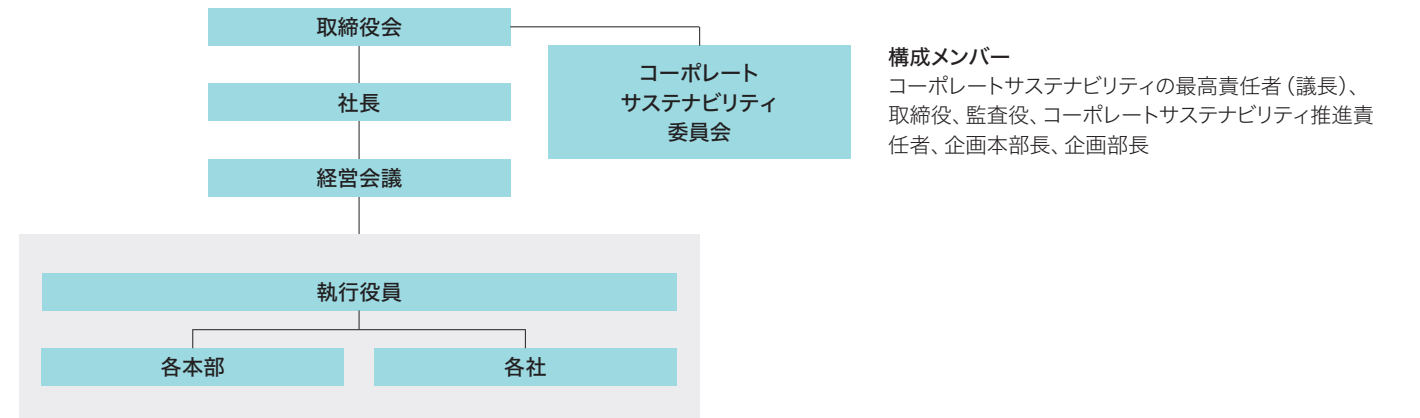 取締役会
コーポレート
サステナビリティ
委員会
構成メンバー
コーポレートサステナビリティの最高責任者（議長）、
取締役、監査役、コーポレートサステナビリティ推進責
任者、企画本部長、企画部長
社長
経営会議
執行役員
各本部
各社